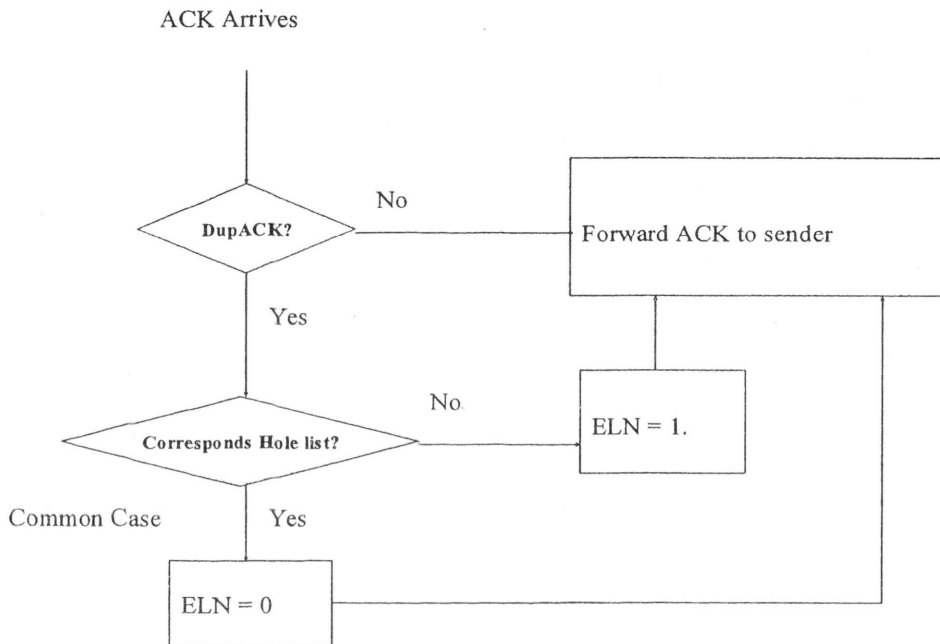 ACK Arrives
No
DupACK?
Forward ACK to sender
Yes
No
ELN = 1.
Corresponds Hole list?
Common Case
Yes
ELN = 0